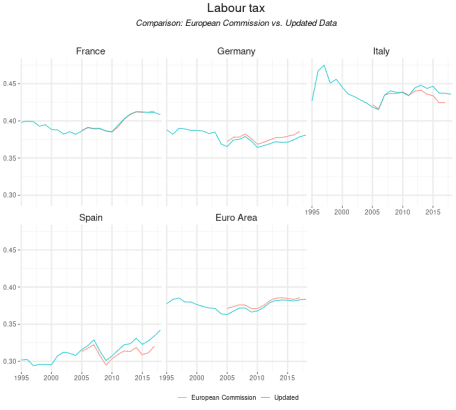 Labour tax
Comparison: European Commission vs. Updated Data
France Germany Italy
0.45
0.40
0.35
0.30
1995 2000 2005 2010 2015
Spain Euro Area
0.45
0.40
0.35
0.30
1995 2000 2005 2010 2015 1995 2000 2005 2010 2015
European Commission Updated